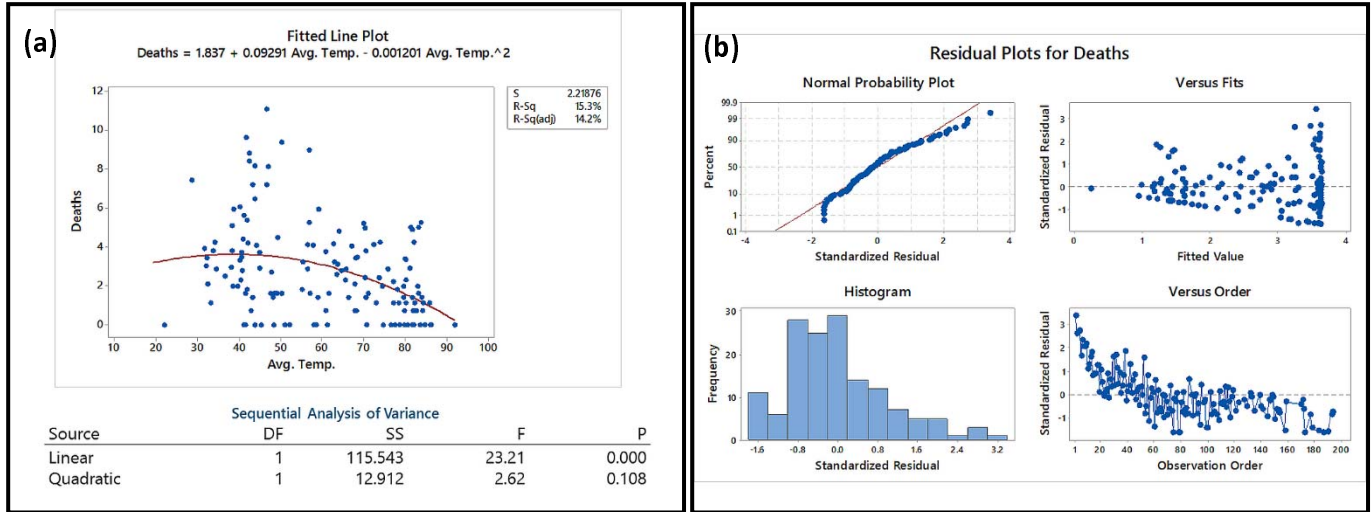 (a)
Fitted Line Plot
Deaths = 1.837 + 0.09291 Avg. Temp. - 0.001201 Avg. Temp.^2
S 2.21876
R-Sq 15.3%
R-Sq(adj) 14.2%
Deaths
12
10
8
6
4
2
0
10 20 30 40 50 60 70 80 90 100
Avg. Temp.
Sequential Analysis of Variance
Source DF SS F P
Linear 1 115.543 23.21 0.000
Quadratic 1 12.912 2.62 0.108
(b)
Residual Plots for Deaths
Normal Probability Plot
Percent
99.9
99
90
50
10
1
0.1
-4 -2 0 2 4
Standardized Residual
Versus Fits
Standardized Residual
3
2
1
0
-1
0 1 2 3 4
Fitted Value
Histogram
Frequency
30
20
10
0
-1.6 -0.8 0.0 0.8 1.6 2.4 3.2
Standardized Residual
Versus Order
Standardized Residual
3
2
1
0
-1
1 20 40 60 80 100 120 140 160 180 200
Observation Order